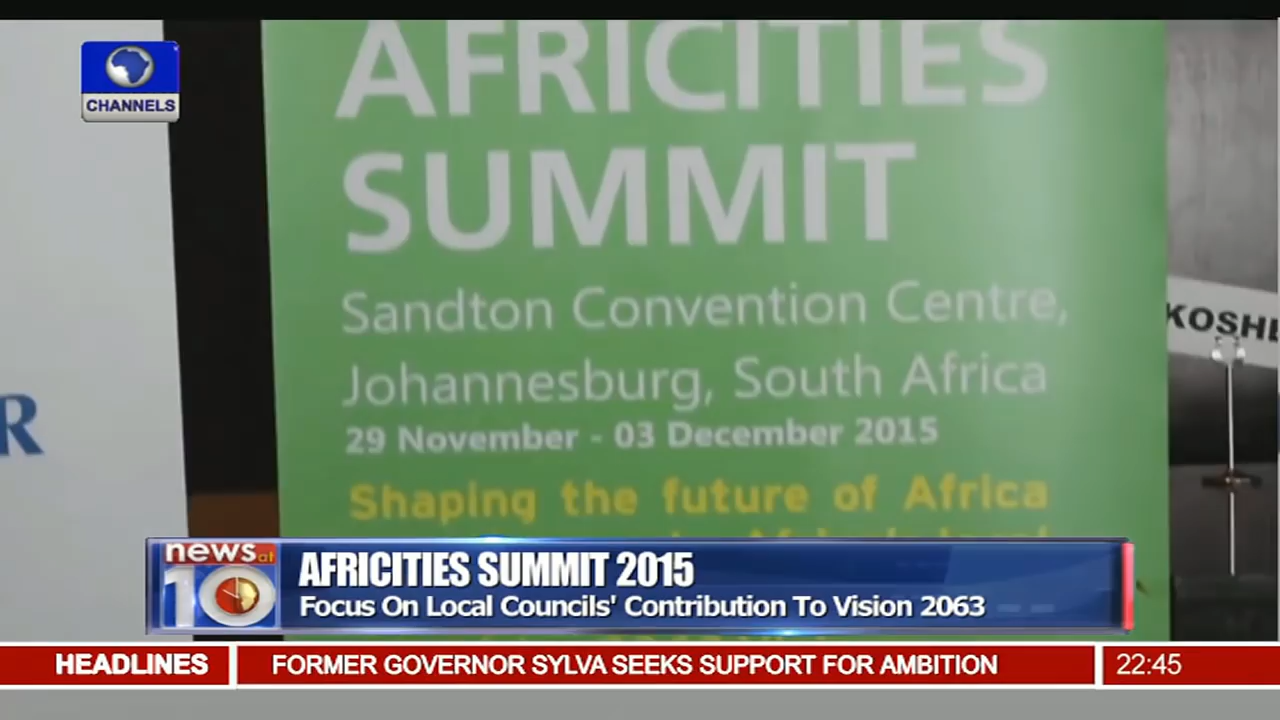 CHANNELS
AFRICITIES
SUMMIT
Sandton Convention Centre,
Johannesburg, South Africa
29 November - 03 December 2015
Shaping the future of Africa
R
KOSHL
news at
10
AFRICITIES SUMMIT 2015
Focus On Local Councils' Contribution To Vision 2063
HEADLINES
FORMER GOVERNOR SYLVA SEEKS SUPPORT FOR AMBITION
22:45